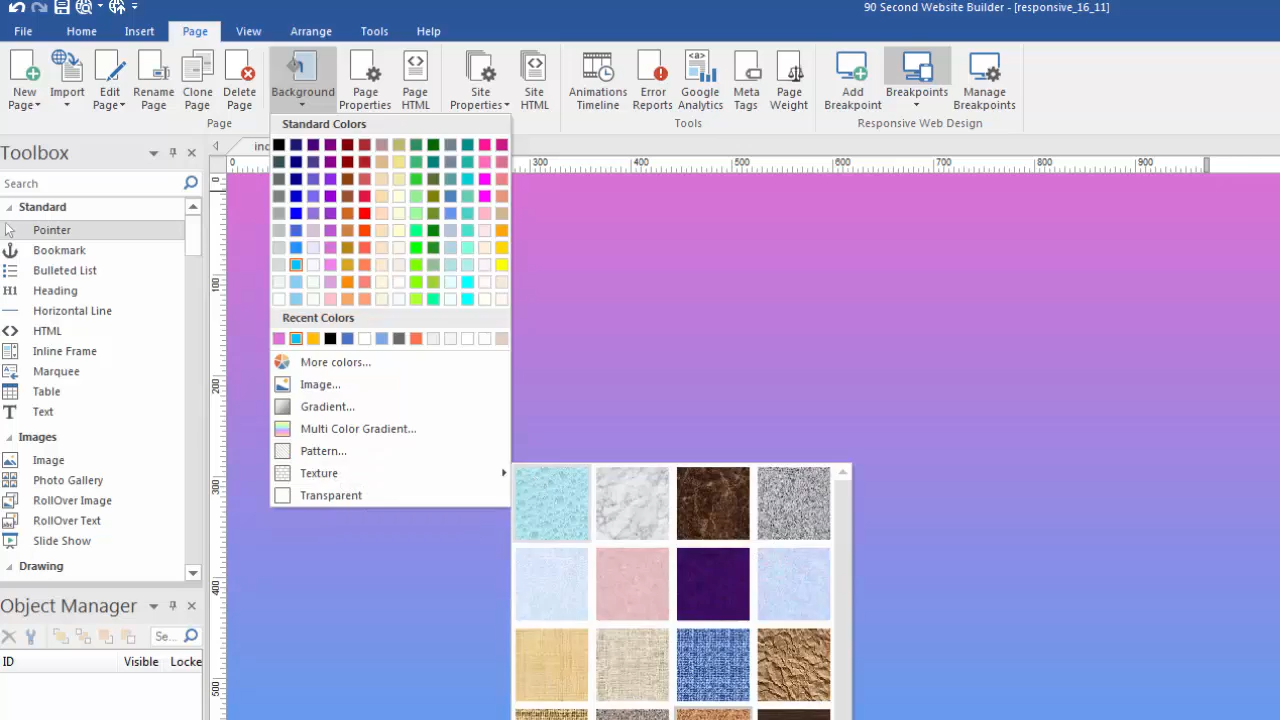 90 Second Website Builder - [responsive_16_11]
File Home Insert Page View Arrange Tools Help
New Page Import Edit Page Rename Page Clone Page Delete Page Background Page Properties Page HTML Site Properties Site HTML Animations Timeline Error Reports Google Analytics Meta Tags Page Weight Add Breakpoint Breakpoints Manage Breakpoints
Page Tools Responsive Web Design
Standard Colors
Toolbox
0 300 400 500 600 700 800 900
Search
0
Standard
Pointer
Bookmark
Bulleted List
Heading
100
Horizontal Line
Recent Colors
HTML
Inline Frame
More colors...
Marquee
Image...
200
Table
Gradient...
Text
Multi Color Gradient...
Images
Pattern...
Image
Texture
Photo Gallery
300
Transparent
RollOver Image
RollOver Text
Slide Show
Drawing
400
Object Manager
Se...
ID Visible Locke
500